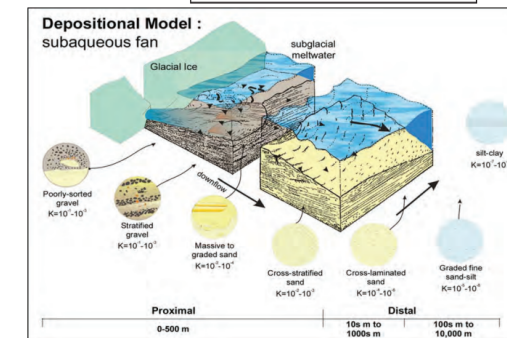 Depositional Model :
subaqueous fan
subglacial
meltwater
Glacial Ice
silt-clay
downflow
Poorly-sorted
gravel
Stratified
gravel
Massive to
graded sand
Cross-stratified
sand
Cross-laminated
sand
Graded fine
sand-silt
Proximal
Distal
0-500 m
10s m to
1000s m
100s m to
10,000 m